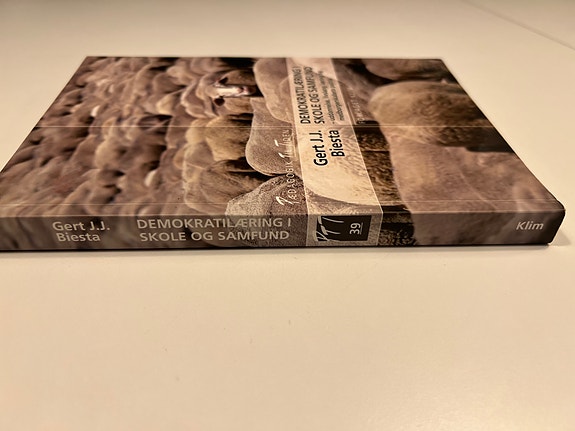 Gert J.J.
Biesta
DEMOKRATILÆRING I
SKOLE OG SAMFUND
39
Klim
Gert J.J.
Biesta
DEMOKRATILÆRING I
SKOLE OG SAMFUND